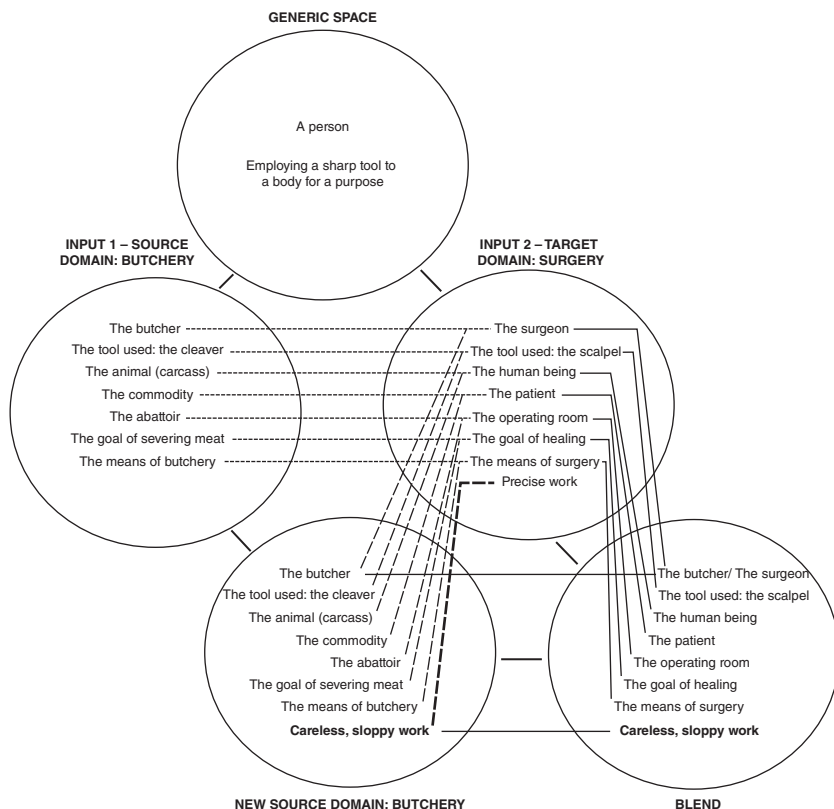 GENERIC SPACE
A person
Employing a sharp tool to
a body for a purpose
INPUT 1 – SOURCE
DOMAIN: BUTCHERY
INPUT 2 – TARGET
DOMAIN: SURGERY
The butcher
The tool used: the cleaver
The animal (carcass)
The commodity
The abattoir
The goal of severing meat
The means of butchery
The surgeon
The tool used: the scalpel
The human being
The patient
The operating room
The goal of healing
The means of surgery
Precise work
The butcher
The tool used: the cleaver
The animal (carcass)
The commodity
The abattoir
The goal of severing meat
The means of butchery
Careless, sloppy work
The butcher/ The surgeon
The tool used: the scalpel
The human being
The patient
The operating room
The goal of healing
The means of surgery
Careless, sloppy work
NEW SOURCE DOMAIN: BUTCHERY
BLEND